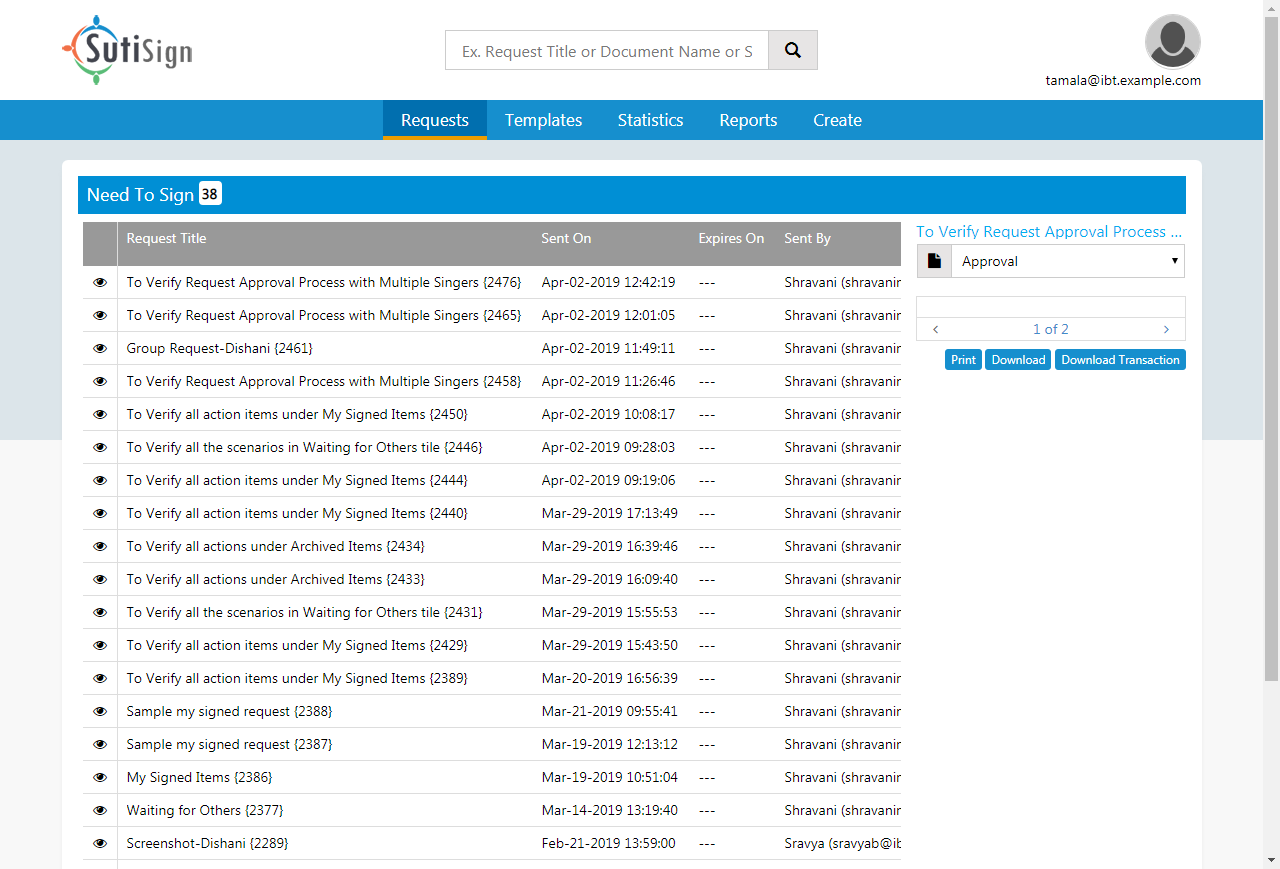 SutiSign
Ex. Request Title or Document Name or S
tamala@ibt.example.com
Requests Templates Statistics Reports Create
Need To Sign 38
Request Title Sent On Expires On Sent By
To Verify Request Approval Process with Multiple Singers {2476} Apr-02-2019 12:42:19 --- Shravani (shravanir
To Verify Request Approval Process with Multiple Singers {2465} Apr-02-2019 12:01:05 --- Shravani (shravanir
Group Request-Dishani {2461} Apr-02-2019 11:49:11 --- Shravani (shravanir
To Verify Request Approval Process with Multiple Singers {2458} Apr-02-2019 11:26:46 --- Shravani (shravanir
To Verify all action items under My Signed Items {2450} Apr-02-2019 10:08:17 --- Shravani (shravanir
To Verify all the scenarios in Waiting for Others tile {2446} Apr-02-2019 09:28:03 --- Shravani (shravanir
To Verify all action items under My Signed Items {2444} Apr-02-2019 09:19:06 --- Shravani (shravanir
To Verify all action items under My Signed Items {2440} Mar-29-2019 17:13:49 --- Shravani (shravanir
To Verify all actions under Archived Items {2434} Mar-29-2019 16:39:46 --- Shravani (shravanir
To Verify all actions under Archived Items {2433} Mar-29-2019 16:09:40 --- Shravani (shravanir
To Verify all the scenarios in Waiting for Others tile {2431} Mar-29-2019 15:55:53 --- Shravani (shravanir
To Verify all action items under My Signed Items {2429} Mar-29-2019 15:43:50 --- Shravani (shravanir
To Verify all action items under My Signed Items {2389} Mar-20-2019 16:56:39 --- Shravani (shravanir
Sample my signed request {2388} Mar-21-2019 09:55:41 --- Shravani (shravanir
Sample my signed request {2387} Mar-19-2019 12:13:12 --- Shravani (shravanir
My Signed Items {2386} Mar-19-2019 10:51:04 --- Shravani (shravanir
Waiting for Others {2377} Mar-14-2019 13:19:40 --- Shravani (shravanir
Screenshot-Dishani {2289} Feb-21-2019 13:59:00 --- Sravya (sravyab@ib
To Verify Request Approval Process ...
Approval
1 of 2
Print Download Download Transaction